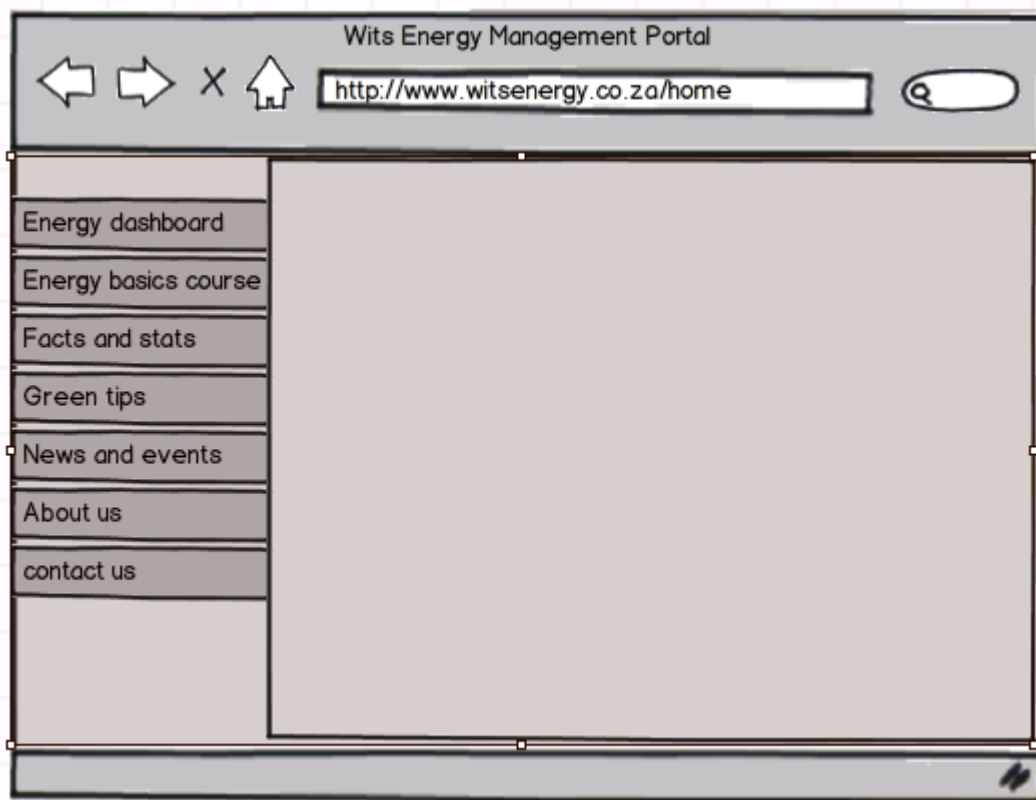 Wits Energy Management Portal
http://www.witsenergy.co.za/home
Energy dashboard
Energy basics course
Facts and stats
Green tips
News and events
About us
contact us